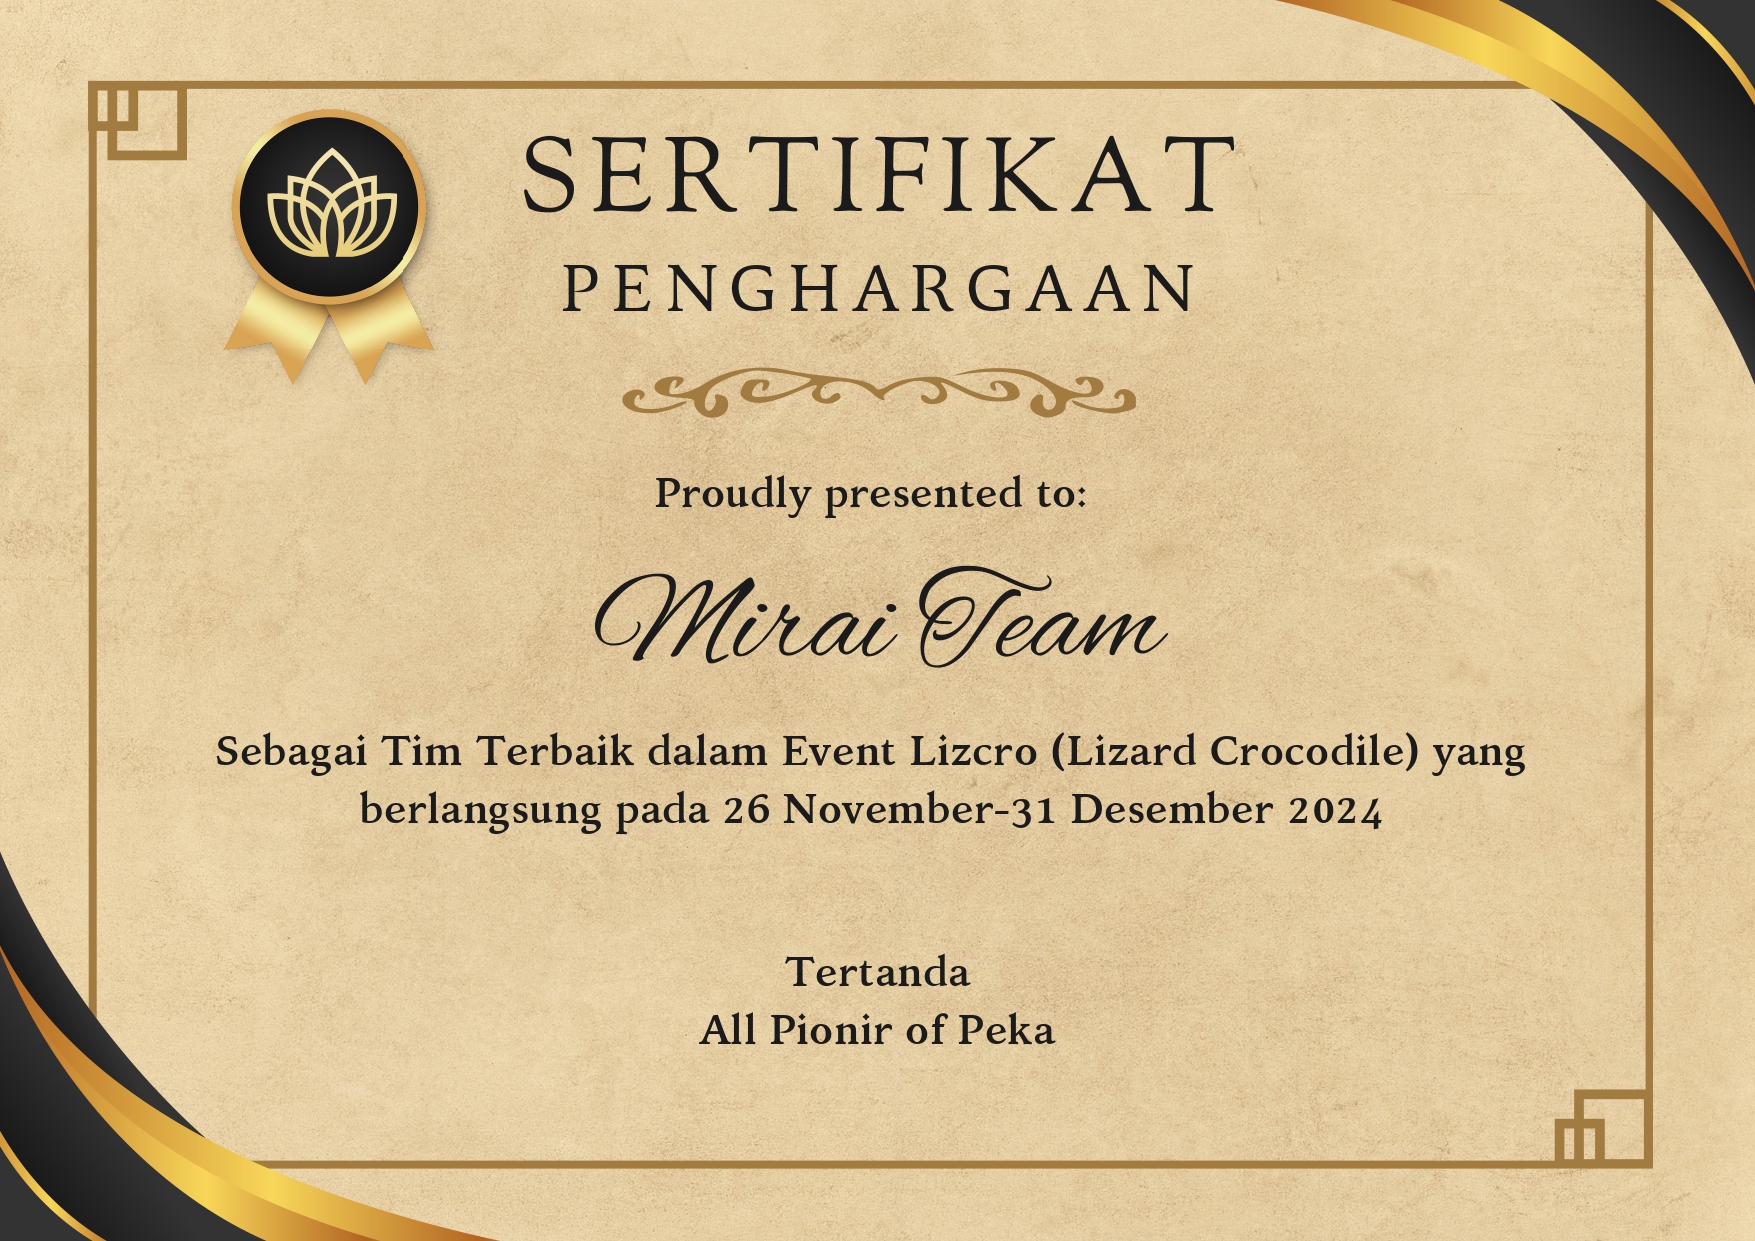 SERTIFIKAT
PENGHARGAAN
Proudly presented to:
Mirai Team
Sebagai Tim Terbaik dalam Event Lizcro (Lizard Crocodile) yang
berlangsung pada 26 November-31 Desember 2024
Tertanda
All Pionir of Peka